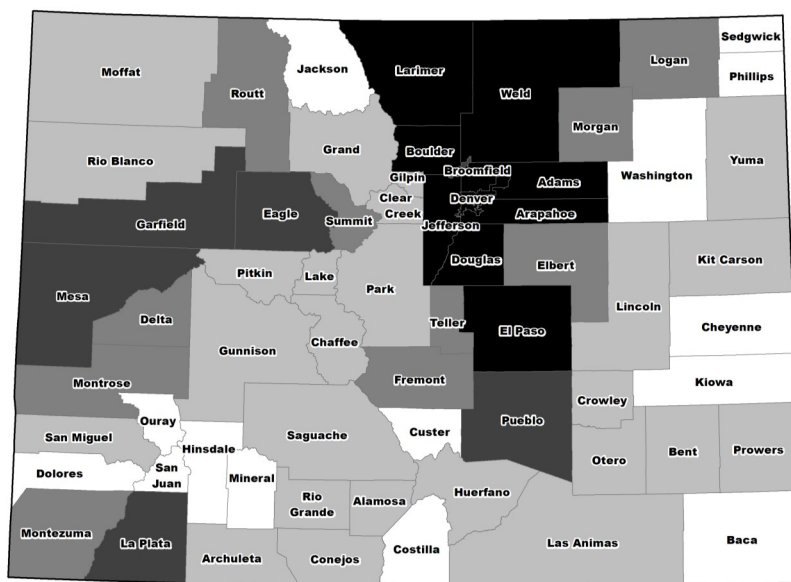 Sedgwick
Logan
Moffat
Jackson
Larimer
Phillips
Routt
Weld
Morgan
Grand
Boulder
Rio Blanco
Yuma
Broomfield
Washington
Gilpin
Adams
Clear
Creek
Denver
Eagle
Arapahoe
Garfield
Summit
Jefferson
Douglas
Kit Carson
Elbert
Pitkin
Lake
Park
Mesa
Lincoln
Delta
Teller
Cheyenne
El Paso
Chaffee
Gunnison
Fremont
Montrose
Kiowa
Crowley
Ouray
Pueblo
Custer
San Miguel
Saguache
Hinsdale
Prowers
Bent
Otero
Dolores
San
Juan
Mineral
Huerfano
Rio
Grande
Alamosa
Montezuma
La Plata
Las Animas
Baca
Costilla
Archuleta
Conejos